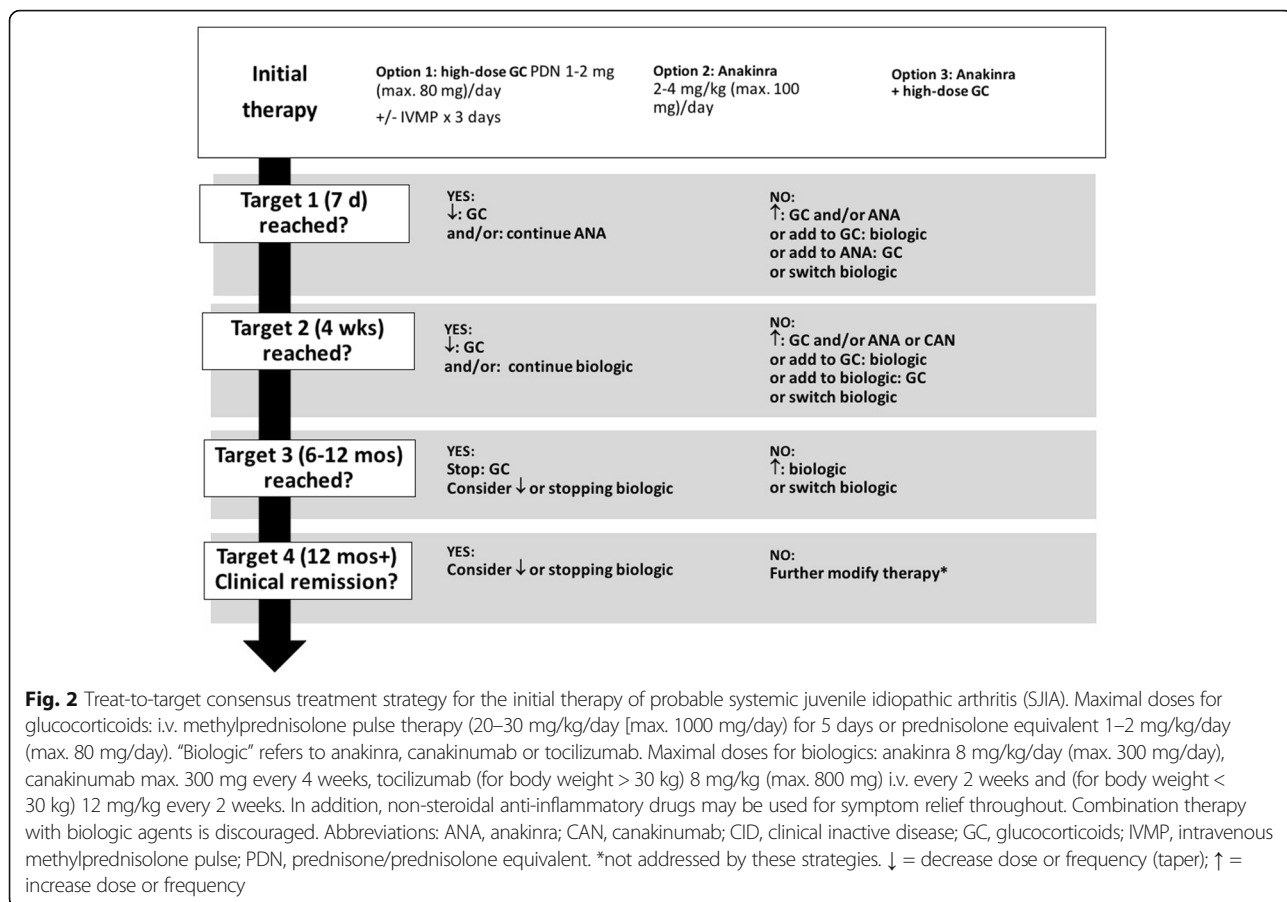 Initial
therapy
Option 1: high-dose GC PDN 1-2 mg
(max. 80 mg)/day
+/- IVMP x 3 days
Option 2: Anakinra
2-4 mg/kg (max. 100
mg)/day
Option 3: Anakinra
+ high-dose GC
Target 1 (7 d)
reached?
YES:
↓: GC
and/or: continue ANA
NO:
↑: GC and/or ANA
or add to GC: biologic
or add to ANA: GC
or switch biologic
Target 2 (4 wks)
reached?
YES:
↓: GC
and/or: continue biologic
NO:
↑: GC and/or ANA or CAN
or add to GC: biologic
or add to biologic: GC
or switch biologic
Target 3 (6-12 mos)
reached?
YES:
Stop: GC
Consider ↓ or stopping biologic
NO:
↑: biologic
or switch biologic
Target 4 (12 mos+)
Clinical remission?
YES:
Consider ↓ or stopping biologic
NO:
Further modify therapy*
Fig. 2 Treat-to-target consensus treatment strategy for the initial therapy of probable systemic juvenile idiopathic arthritis (SJIA). Maximal doses for
glucocorticoids: i.v. methylprednisolone pulse therapy (20–30 mg/kg/day [max. 1000 mg/day) for 5 days or prednisolone equivalent 1–2 mg/kg/day
(max. 80 mg/day). "Biologic" refers to anakinra, canakinumab or tocilizumab. Maximal doses for biologics: anakinra 8 mg/kg/day (max. 300 mg/day),
canakinumab max. 300 mg every 4 weeks, tocilizumab (for body weight > 30 kg) 8 mg/kg (max. 800 mg) i.v. every 2 weeks and (for body weight <
30 kg) 12 mg/kg every 2 weeks. In addition, non-steroidal anti-inflammatory drugs may be used for symptom relief throughout. Combination therapy
with biologic agents is discouraged. Abbreviations: ANA, anakinra; CAN, canakinumab; CID, clinical inactive disease; GC, glucocorticoids; IVMP, intravenous
methylprednisolone pulse; PDN, prednisone/prednisolone equivalent. *not addressed by these strategies. ↓ = decrease dose or frequency (taper); ↑ =
increase dose or frequency